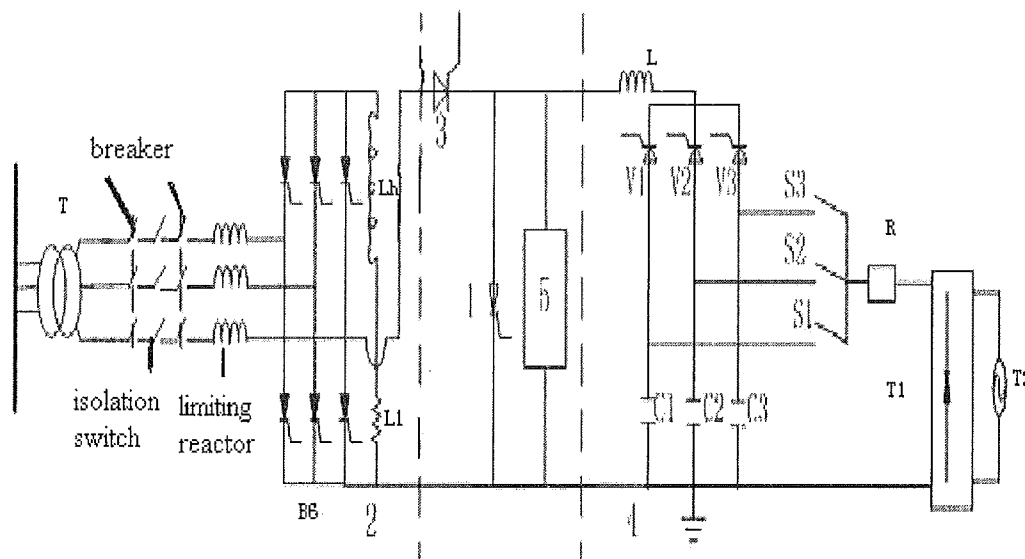 breaker
T
isolation
switch
limiting
reactor
Lh
L1
B6
2
3
1
5
4
L
V1
V2
V3
S3
S2
S1
R
C1
C2
C3
T1
T2